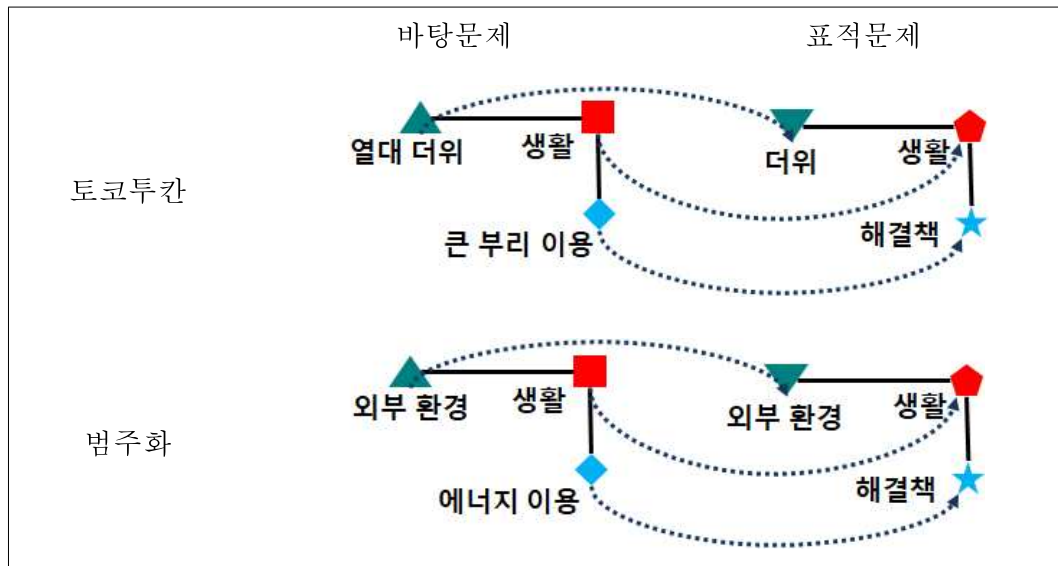 바탕문제 표적문제
열대 더위 생활 더위 생활
토코투칸
큰 부리 이용 해결책
외부 환경 생활 외부 환경 생활
범주화
에너지 이용 해결책